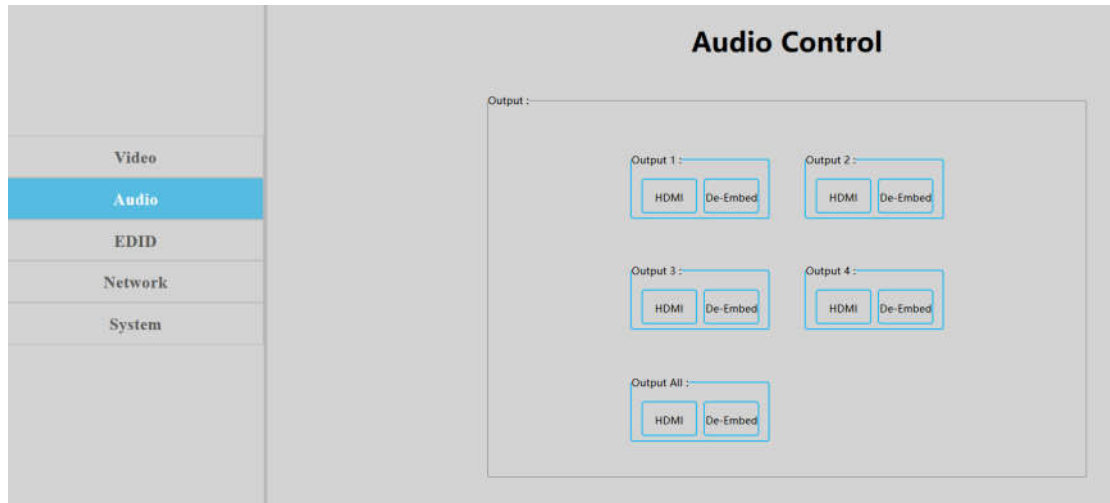 Audio Control
Video
Audio
EDID
Network
System
Output :
Output 1 :
HDMI De-Embed
Output 2 :
HDMI De-Embed
Output 3 :
HDMI De-Embed
Output 4 :
HDMI De-Embed
Output All :
HDMI De-Embed